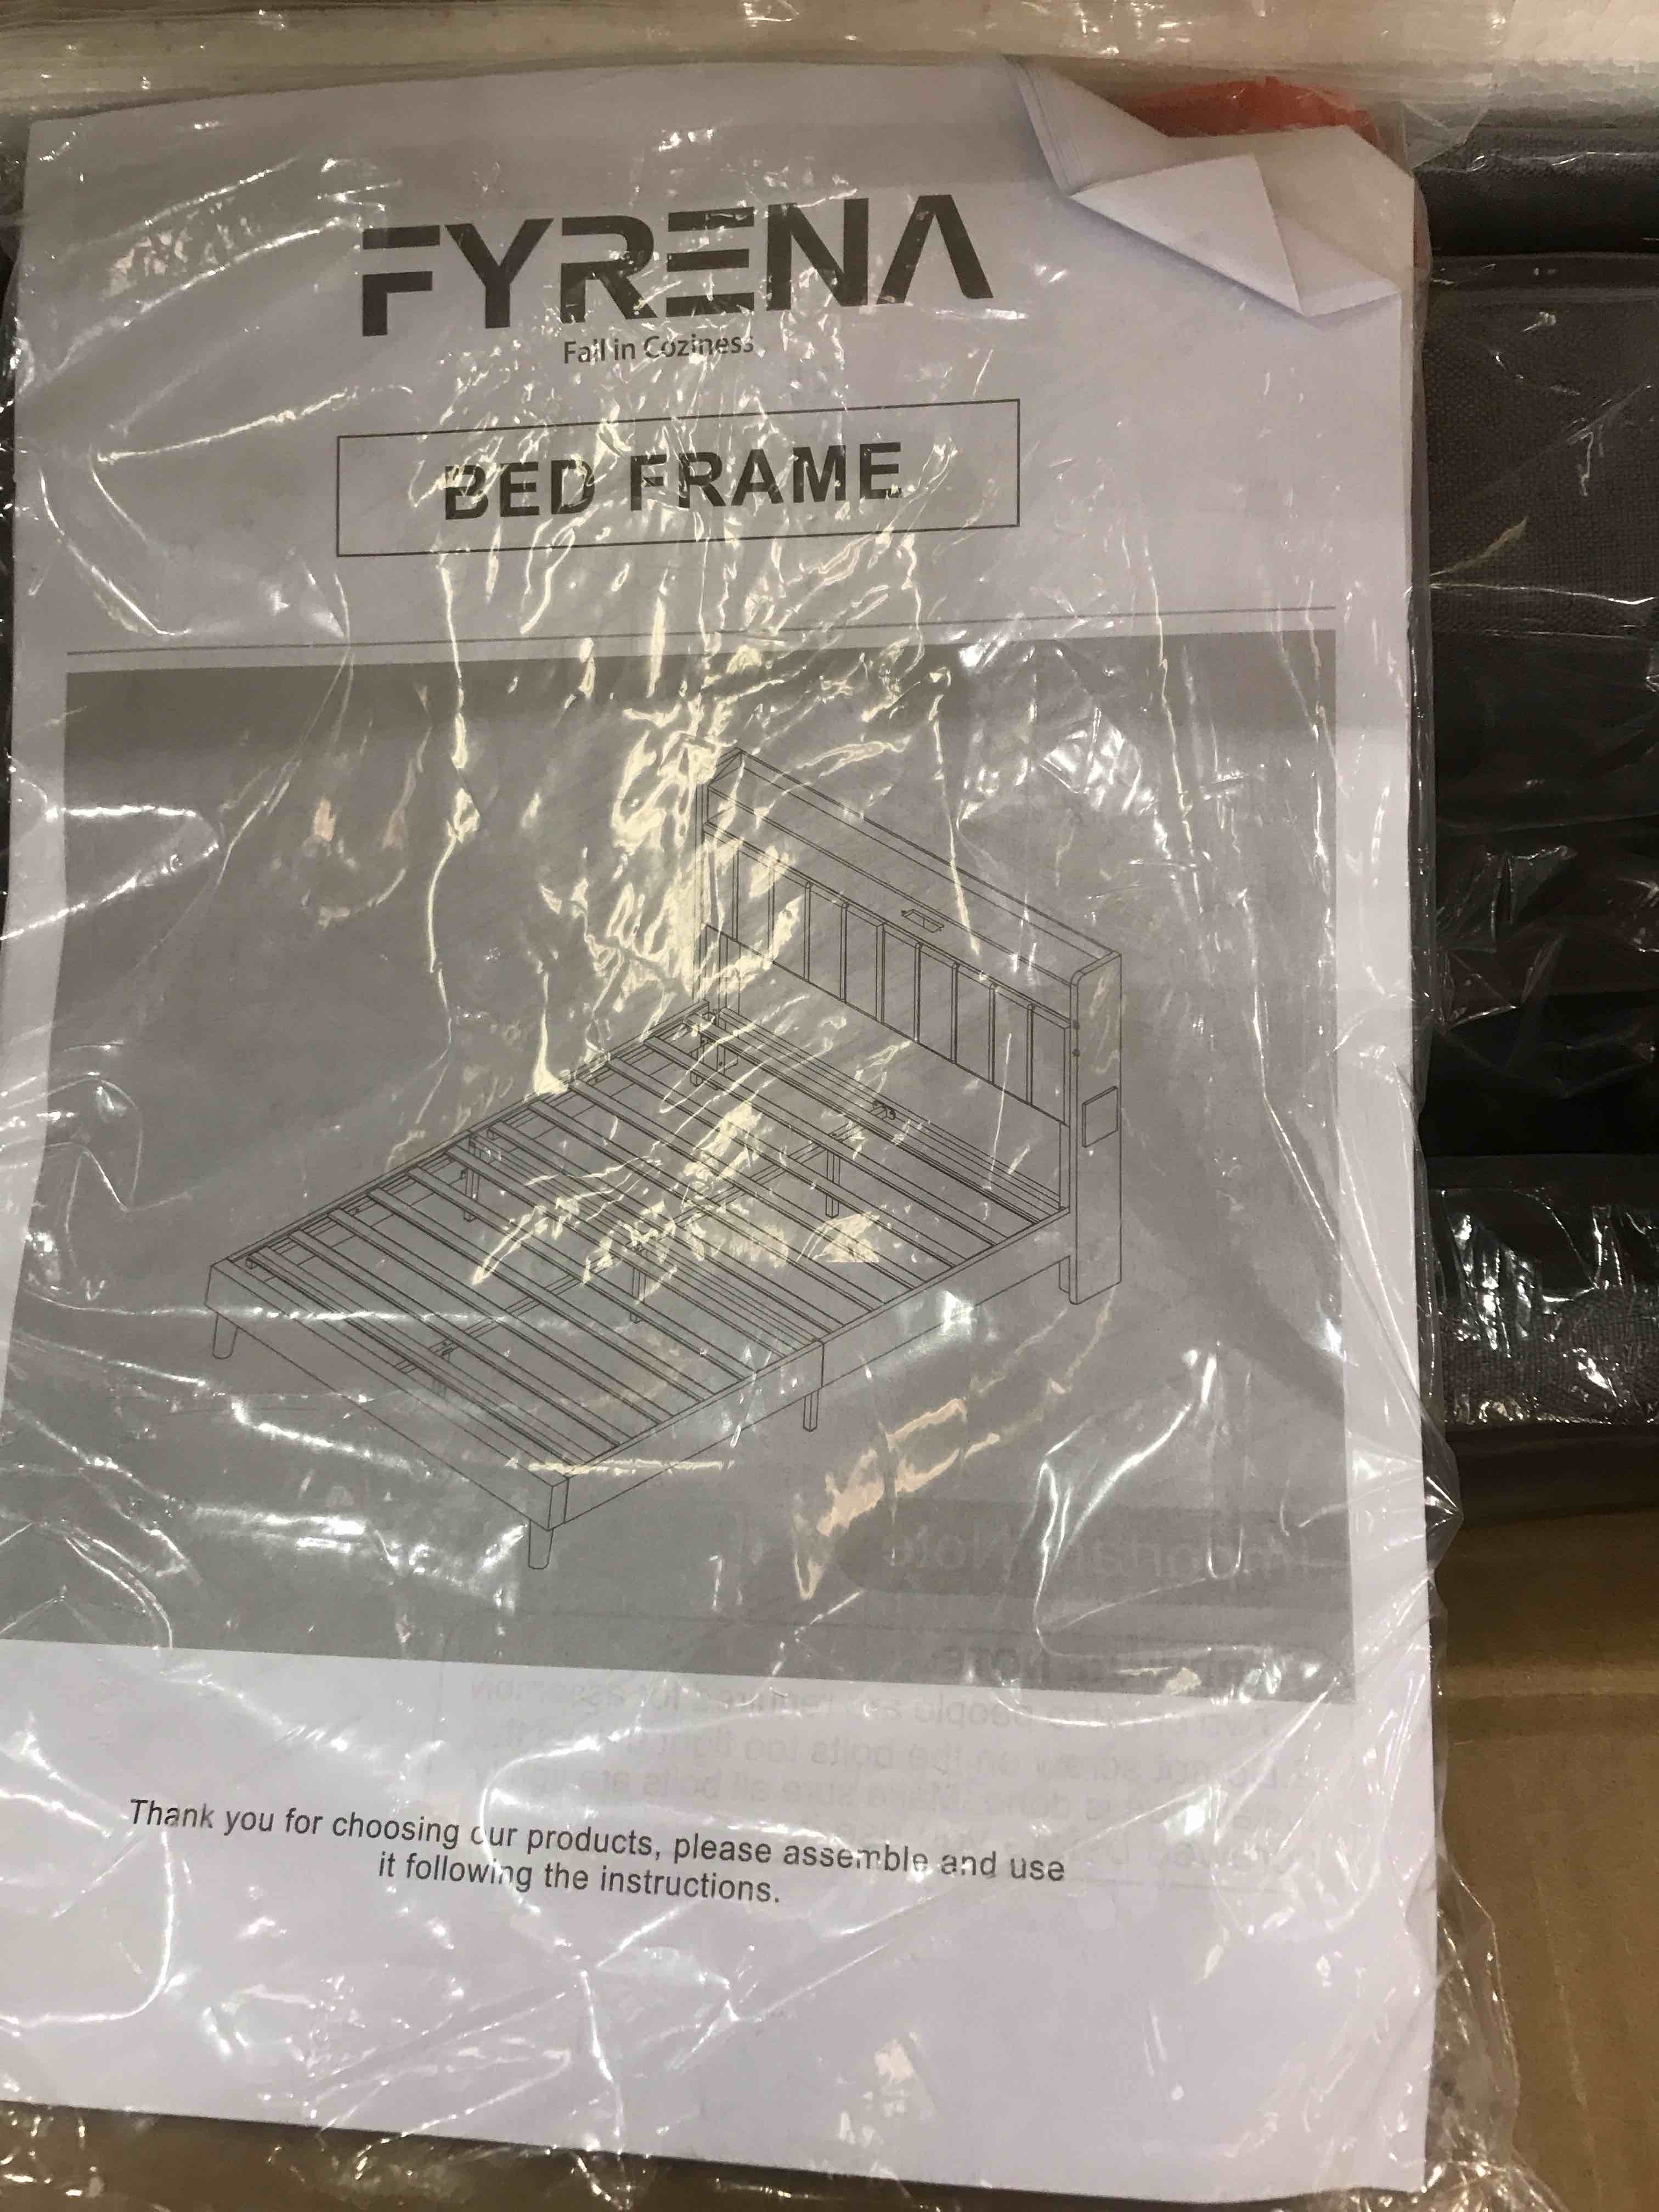 FYRENA
Fall in Coziness
BED FRAME
Thank you for choosing our products, please assemble and use
it following the instructions.